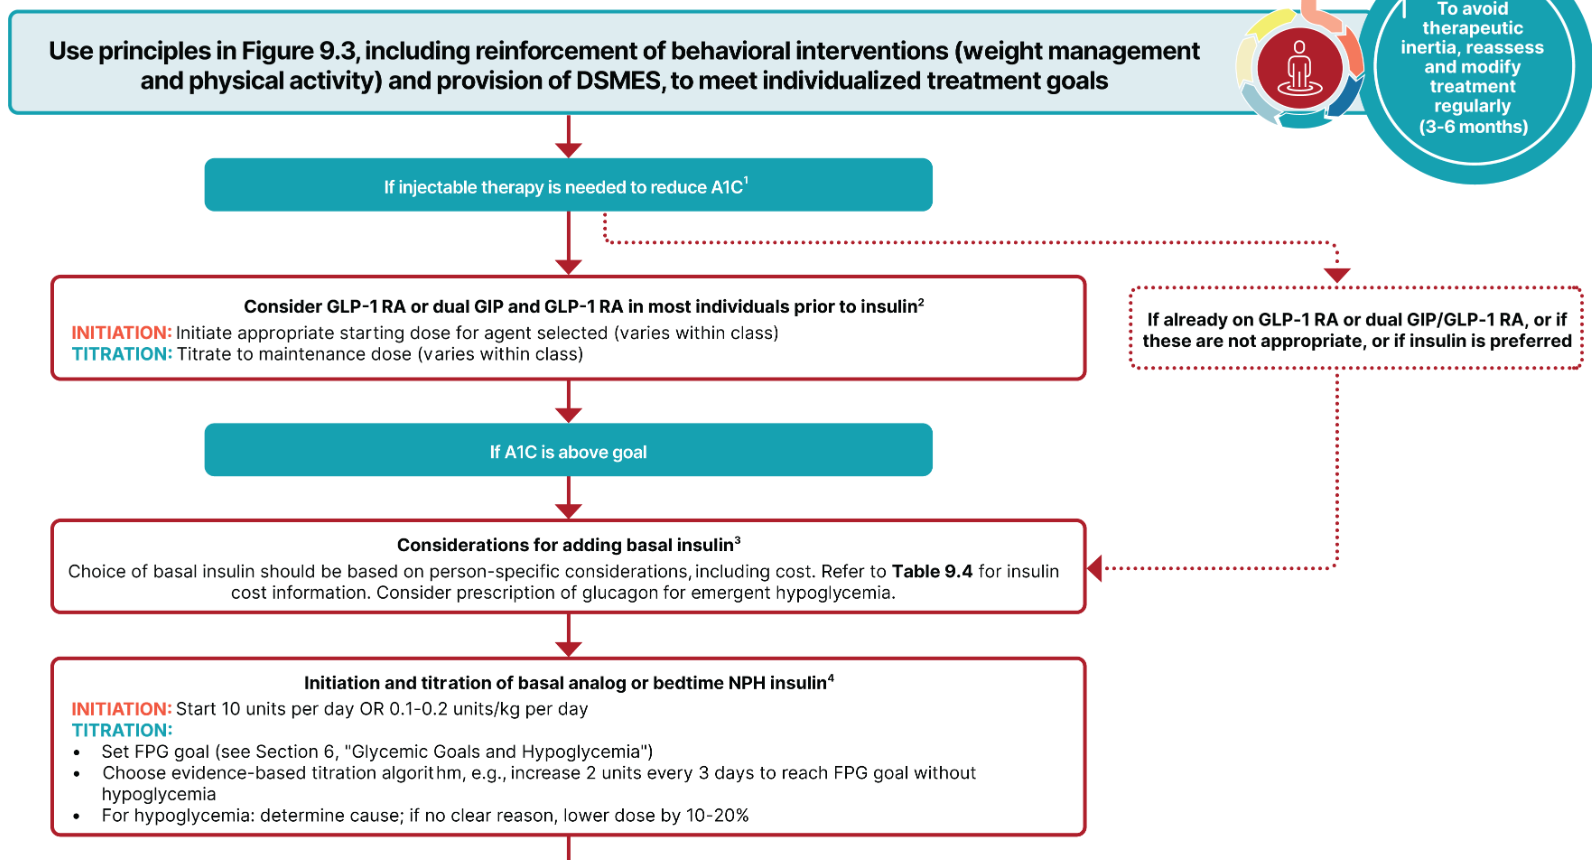 Use principles in Figure 9.3, including reinforcement of behavioral interventions (weight management
and physical activity) and provision of DSMES, to meet individualized treatment goals
To avoid
therapeutic
inertia, reassess
and modify
treatment
regularly
(3-6 months)
If injectable therapy is needed to reduce A1C¹
Consider GLP-1 RA or dual GIP and GLP-1 RA in most individuals prior to insulin²
INITIATION: Initiate appropriate starting dose for agent selected (varies within class)
TITRATION: Titrate to maintenance dose (varies within class)
If already on GLP-1 RA or dual GIP/GLP-1 RA, or if
these are not appropriate, or if insulin is preferred
If A1C is above goal
Considerations for adding basal insulin³
Choice of basal insulin should be based on person-specific considerations, including cost. Refer to Table 9.4 for insulin
cost information. Consider prescription of glucagon for emergent hypoglycemia.
Initiation and titration of basal analog or bedtime NPH insulin⁴
INITIATION: Start 10 units per day OR 0.1-0.2 units/kg per day
TITRATION:
• Set FPG goal (see Section 6, "Glycemic Goals and Hypoglycemia")
• Choose evidence-based titration algorithm, e.g., increase 2 units every 3 days to reach FPG goal without
hypoglycemia
• For hypoglycemia: determine cause; if no clear reason, lower dose by 10-20%